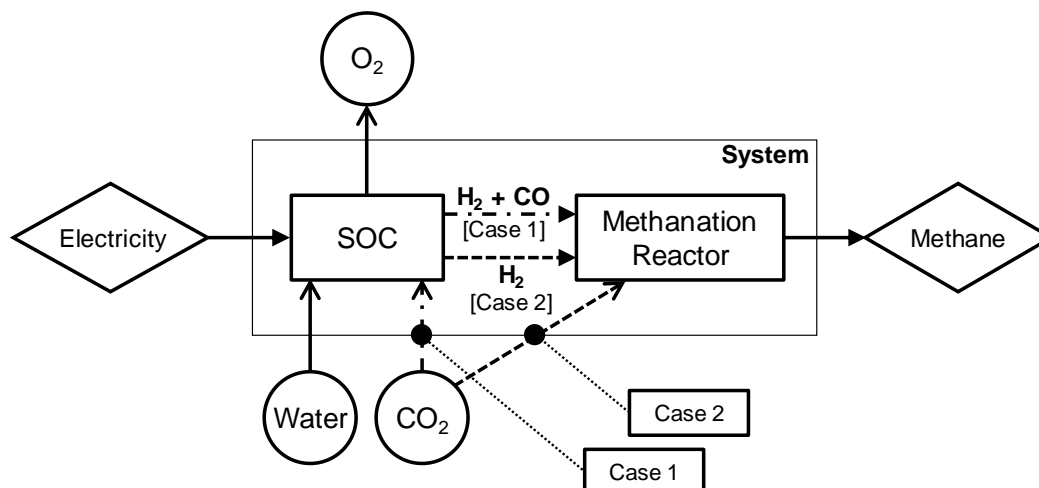 O₂
System
H₂ + CO
[Case 1]
Electricity
SOC
Methanation
Reactor
Methane
H₂
[Case 2]
Water
CO₂
Case 2
Case 1